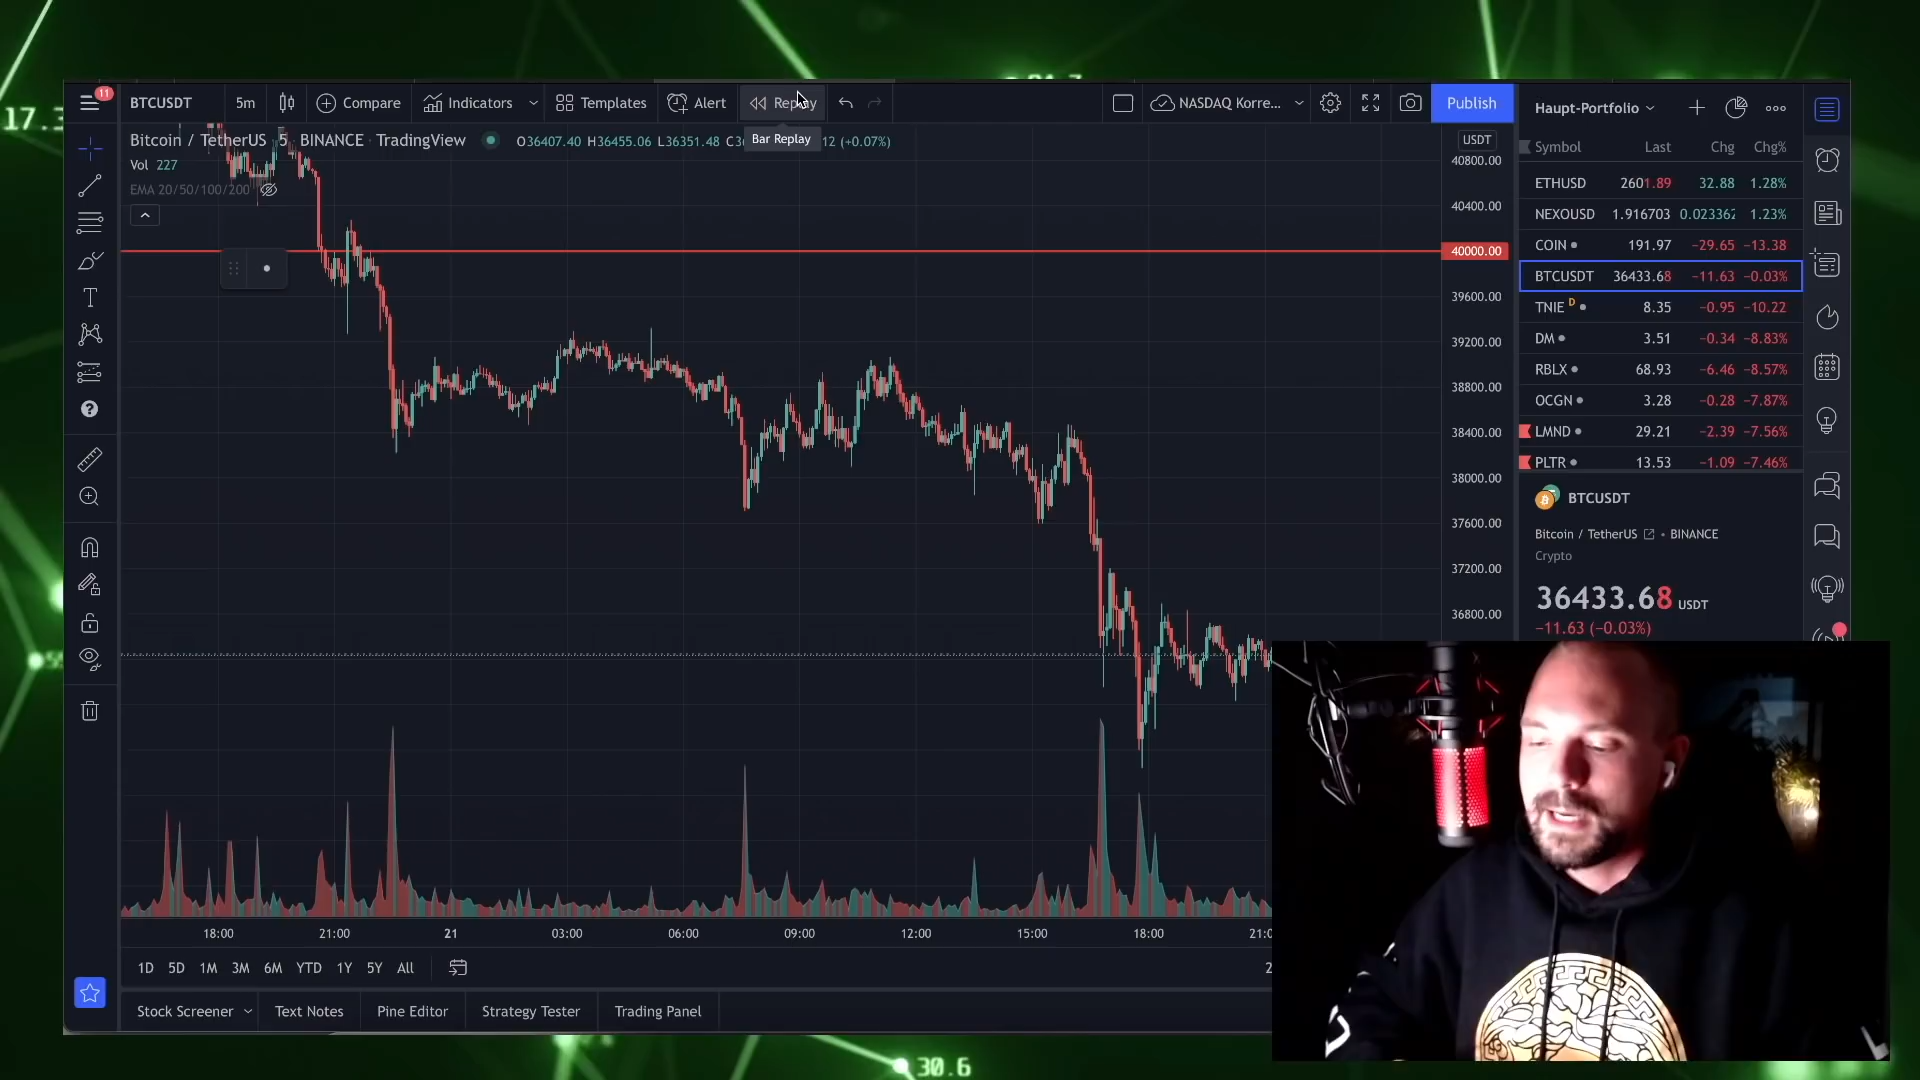 17.3
11
BTCUSDT
5m
Compare
Indicators
Templates
Alert
Replay
NASDAQ Korre...
Publish
Bitcoin / TetherUS 5 BINANCE TradingView
O36407.40 H36455.06 L36351.48
12 (+0.07%)
Bar Replay
Vol 227
EMA 20/50/100/200
USDT
40800.00
40400.00
40000.00
39600.00
39200.00
38800.00
38400.00
38000.00
37600.00
37200.00
36800.00
Haupt-Portfolio
Symbol Last Chg Chg%
ETHUSD 2601.89 32.88 1.28%
NEXOUSD 1.916703 0.023362 1.23%
COIN 191.97 −29.65 −13.38
BTCUSDT 36433.68 −11.63 −0.03%
TNIE D 8.35 −0.95 −10.22
DM 3.51 −0.34 −8.83%
RBLX 68.93 −6.46 −8.57%
OCGN 3.28 −0.28 −7.87%
LMND 29.21 −2.39 −7.56%
PLTR 13.53 −1.09 −7.46%
BTCUSDT
Bitcoin / TetherUS • BINANCE
Crypto
36433.68 USDT
−11.63 (−0.03%)
18:00 21:00 21 03:00 06:00 09:00 12:00 15:00 18:00
1D 5D 1M 3M 6M YTD 1Y 5Y All
Stock Screener
Text Notes
Pine Editor
Strategy Tester
Trading Panel
30.6